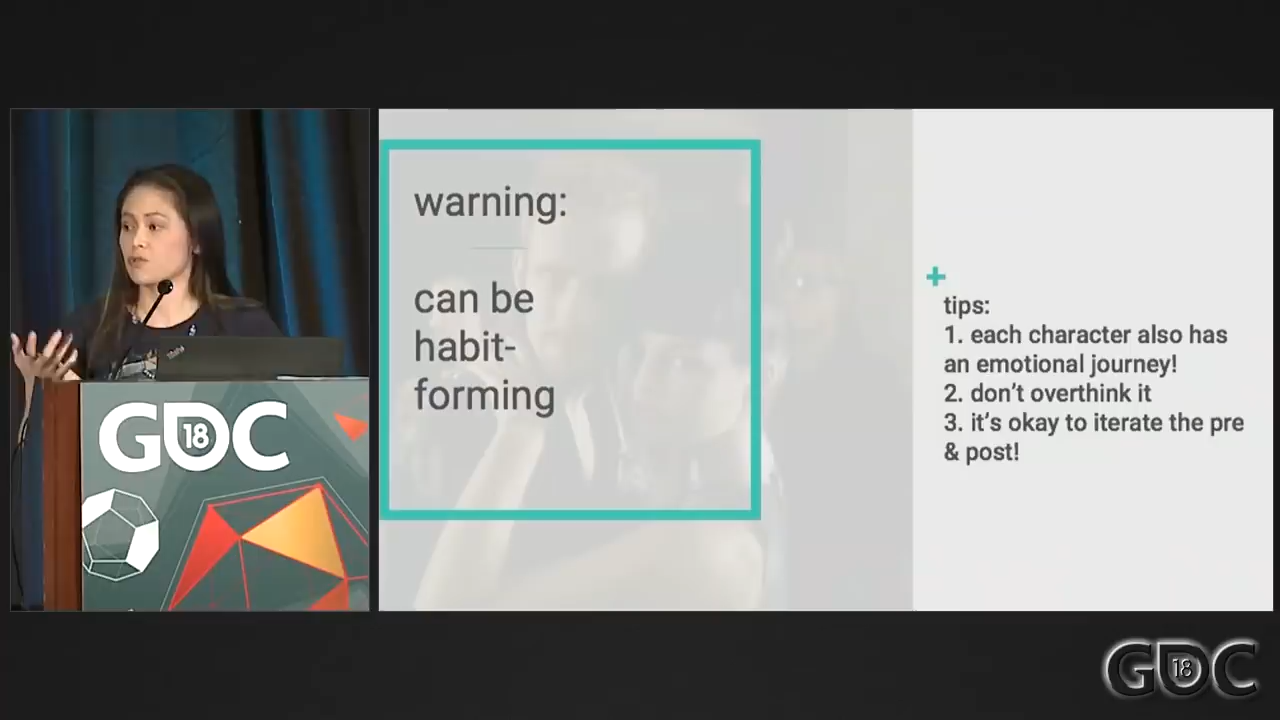 warning:
can be
habit-
forming
+
tips:
1. each character also has
an emotional journey!
2. don't overthink it
3. it's okay to iterate the pre
& post!
GDC
18
GDC
18